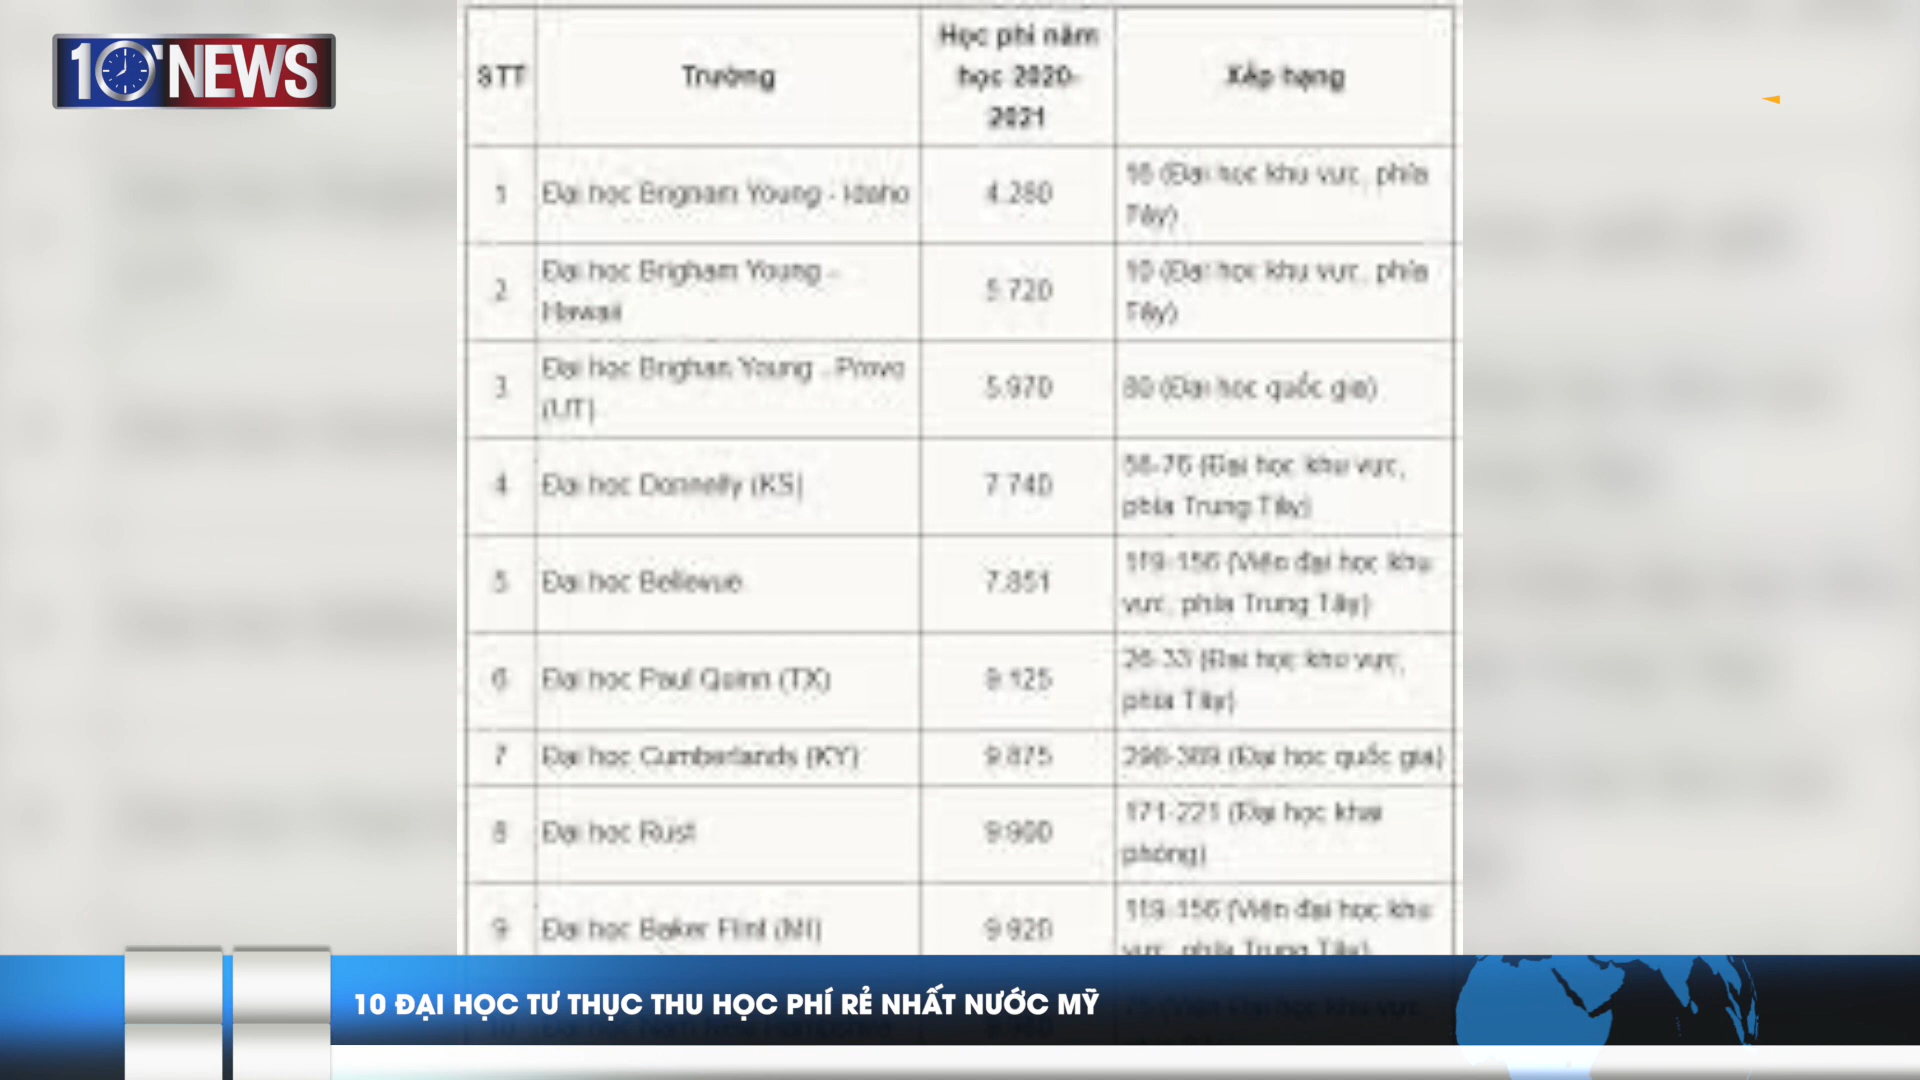 10 NEWS
STT
Trường
Học phí năm
học 2020-
2021
Xếp hạng
1
Đại học Brigham Young - Idaho
4.280
16 (Đại học khu vực, phía
Tây)
2
Đại học Brigham Young -
Hawaii
5.720
10 (Đại học khu vực, phía
Tây)
3
Đại học Brighan Young - Provo
(UT)
5.970
80 (Đại học quốc gia)
4
Đại học Donnelly (KS)
7.740
58-76 (Đại học khu vực,
phía Trung Tây)
5
Đại học Bellevue
7.851
119-156 (Viện đại học khu
vực, phía Trung Tây)
6
Đại học Paul Quinn (TX)
9.125
26-33 (Đại học khu vực,
phía Tây)
7
Đại học Cumberlands (KY)
9.875
298-389 (Đại học quốc gia)
8
Đại học Rust
9.900
171-221 (Đại học khai
phóng)
9
Đại học Baker Flint (MI)
9.920
119-156 (Viện đại học khu
vực, phía Trung Tây)
10 ĐẠI HỌC TƯ THỤC THU HỌC PHÍ RẺ NHẤT NƯỚC MỸ